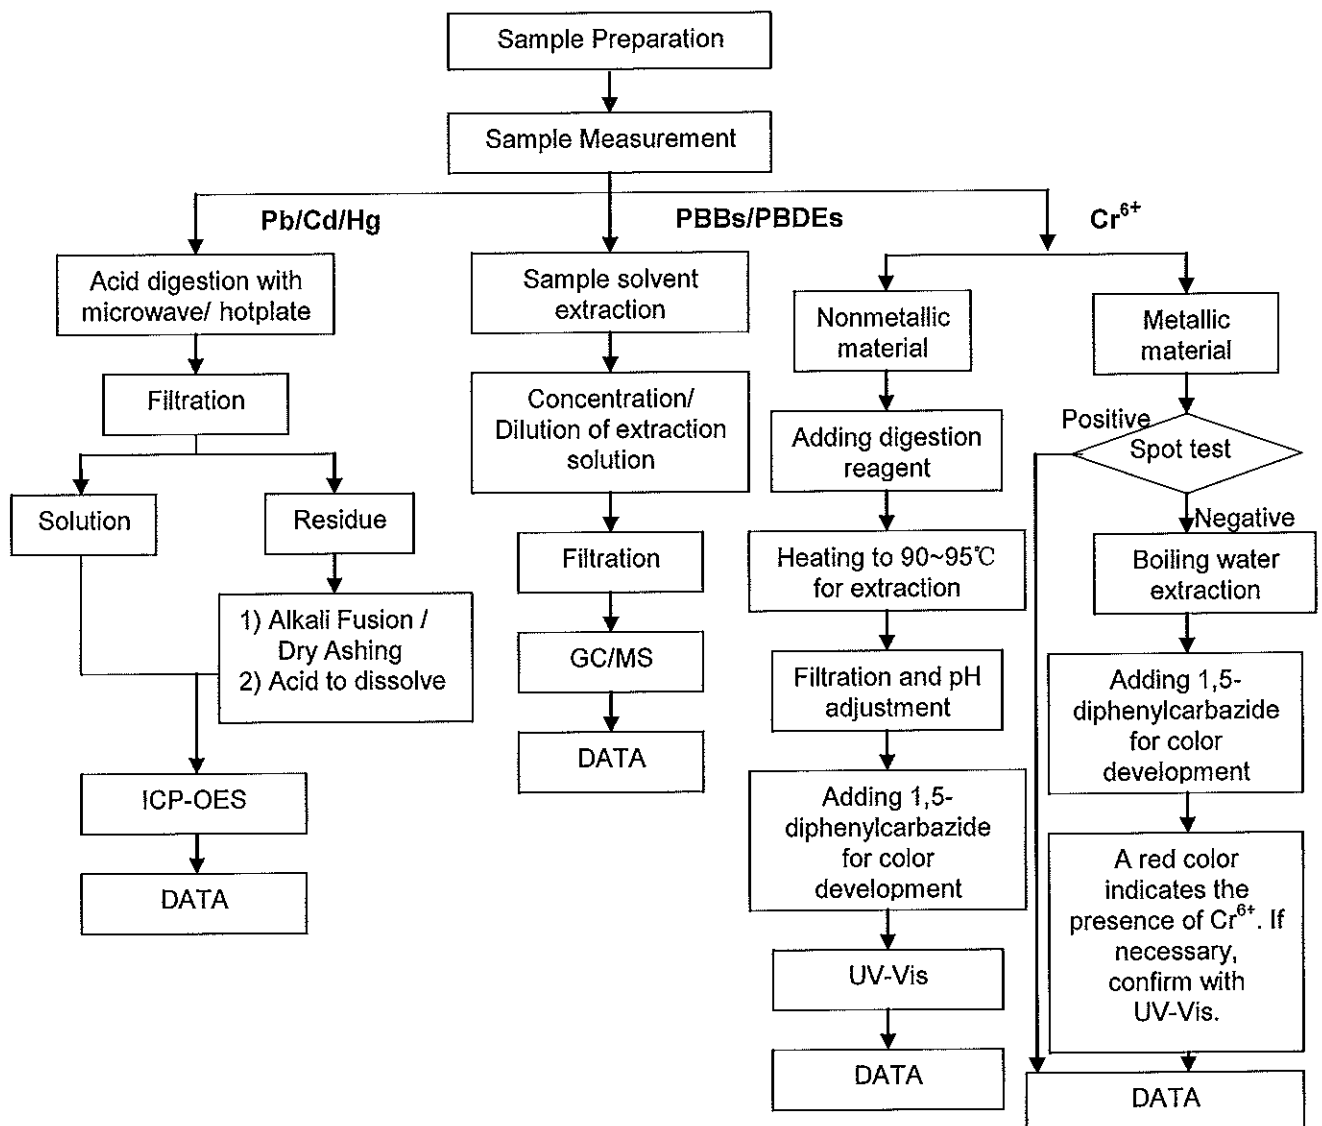 Sample Preparation
Sample Measurement
Pb/Cd/Hg
PBBs/PBDEs
Cr⁶⁺
Acid digestion with
microwave/ hotplate
Filtration
Solution
Residue
1) Alkali Fusion /
Dry Ashing
2) Acid to dissolve
ICP-OES
DATA
Sample solvent
extraction
Concentration/
Dilution of extraction
solution
Filtration
GC/MS
DATA
Nonmetallic
material
Adding digestion
reagent
Heating to 90~95℃
for extraction
Filtration and pH
adjustment
Adding 1,5-
diphenylcarbazide
for color
development
UV-Vis
DATA
Metallic
material
Positive
Spot test
Negative
Boiling water
extraction
Adding 1,5-
diphenylcarbazide
for color
development
A red color
indicates the
presence of Cr⁶⁺. If
necessary,
confirm with
UV-Vis.
DATA